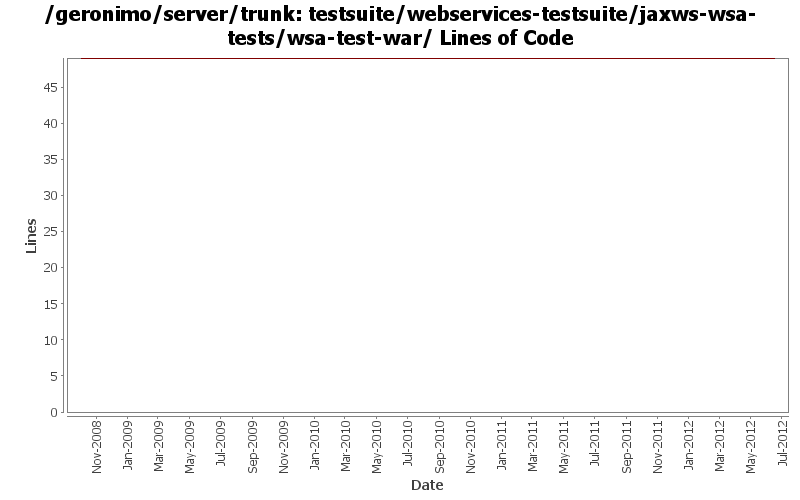 /geronimo/server/trunk: testsuite/webservices-testsuite/jaxws-wsa-
tests/wsa-test-war/ Lines of Code
45
40
35
30
25
20
15
10
5
0
Lines
Nov-2008
Jan-2009
Mar-2009
May-2009
Jul-2009
Sep-2009
Nov-2009
Jan-2010
Mar-2010
May-2010
Jul-2010
Sep-2010
Nov-2010
Jan-2011
Mar-2011
May-2011
Jul-2011
Sep-2011
Nov-2011
Jan-2012
Mar-2012
May-2012
Jul-2012
Date